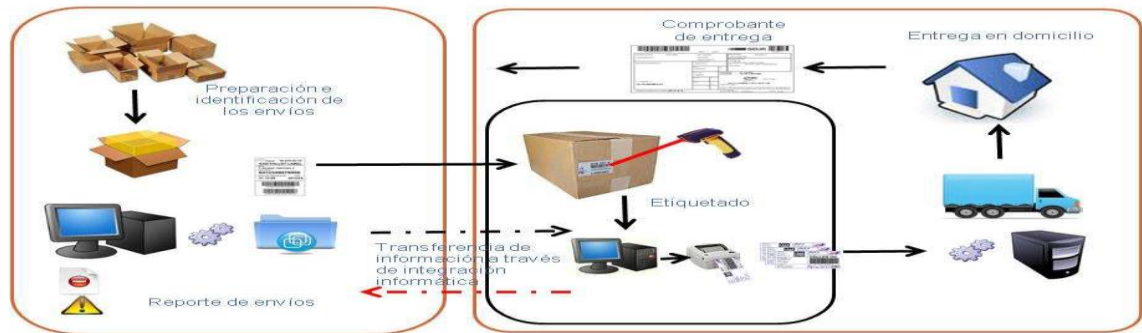 Preparación e
identificación de
los envíos
Reporte de envíos
Transferencia de
información a través
de integración
informática
Comprobante
de entrega
Etiquetado
Entrega en domicilio